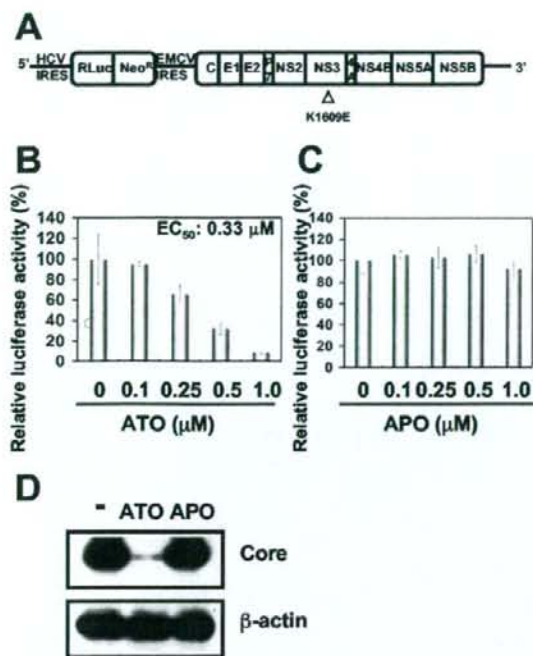 A
5' HCV IRES RLuc Neo^R EMCV IRES C E1 E2 NS2 NS3 NS4B NS5A NS5B 3'
K1609E
B
Relative luciferase activity (%)
140
120
100
80
60
40
20
0
EC₅₀: 0.33 μM
0 0.1 0.25 0.5 1.0
ATO (μM)
C
Relative luciferase activity (%)
140
120
100
80
60
40
20
0
0 0.1 0.25 0.5 1.0
APO (μM)
D
- ATO APO
Core
β-actin